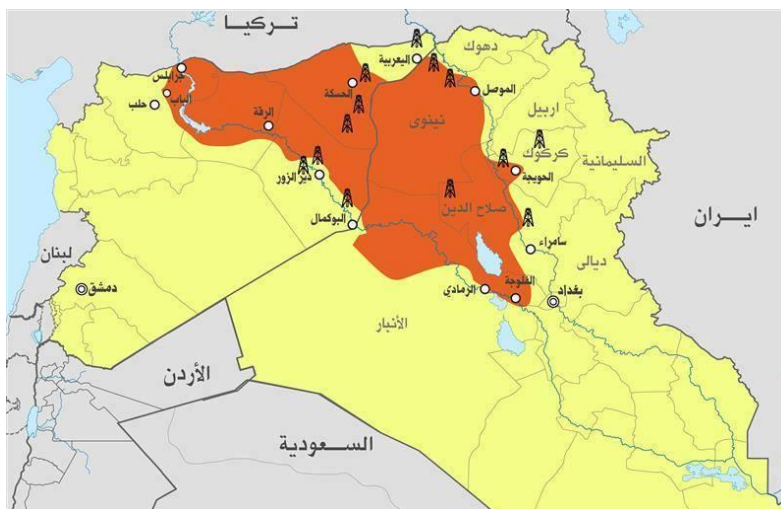 تركيا
دهوك
اليعربية
جرابلس
الموصل
الحسكة
الباب
حلب
اربيل
نينوى
الرقة
كركوك
السليمانية
الحويجة
دير الزور
صلاح الدين
البوكمال
ايران
سامراء
لبنان
ديالى
دمشق
الفلوجة
بغداد
الرمادي
الأنبار
الأردن
السعودية